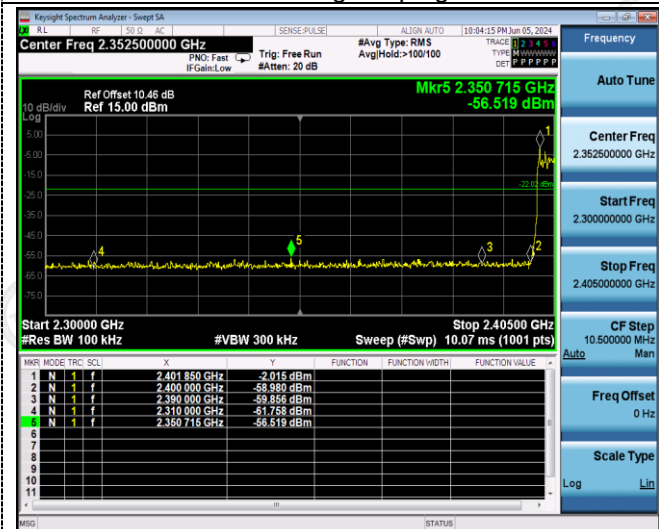 Keysight Spectrum Analyzer - Swept SA
RL RF 50 Ω AC SENSE:PULSE ALIGN AUTO 10:04:15 PM Jun 05, 2024
Center Freq 2.352500000 GHz
PNO: Fast
IFGain:Low
Trig: Free Run
#Atten: 20 dB
#Avg Type: RMS
Avg|Hold:>100/100
TRACE 1 2 3 4 5 6
TYPE MWWWWW
DET P P P P P P
Ref Offset 10.46 dB
10 dB/div Ref 15.00 dBm
Log
Mkr5 2.350 715 GHz
-56.519 dBm
5.00
-5.00
-15.0
-25.0
-35.0
-45.0
-55.0
-65.0
-75.0
1
-22.02 dBm
5
3
2
4
Start 2.30000 GHz Stop 2.40500 GHz
#Res BW 100 kHz #VBW 300 kHz Sweep (#Swp) 10.07 ms (1001 pts)
MKR MODE TRC SCL X Y FUNCTION FUNCTION WIDTH FUNCTION VALUE
1 N 1 f 2.401 850 GHz -2.015 dBm
2 N 1 f 2.400 000 GHz -58.980 dBm
3 N 1 f 2.390 000 GHz -59.856 dBm
4 N 1 f 2.310 000 GHz -61.758 dBm
5 N 1 f 2.350 715 GHz -56.519 dBm
6
7
8
9
10
11
MSG STATUS
Frequency
Auto Tune
Center Freq
2.352500000 GHz
Start Freq
2.300000000 GHz
Stop Freq
2.405000000 GHz
CF Step
10.500000 MHz
Auto Man
Freq Offset
0 Hz
Scale Type
Log Lin